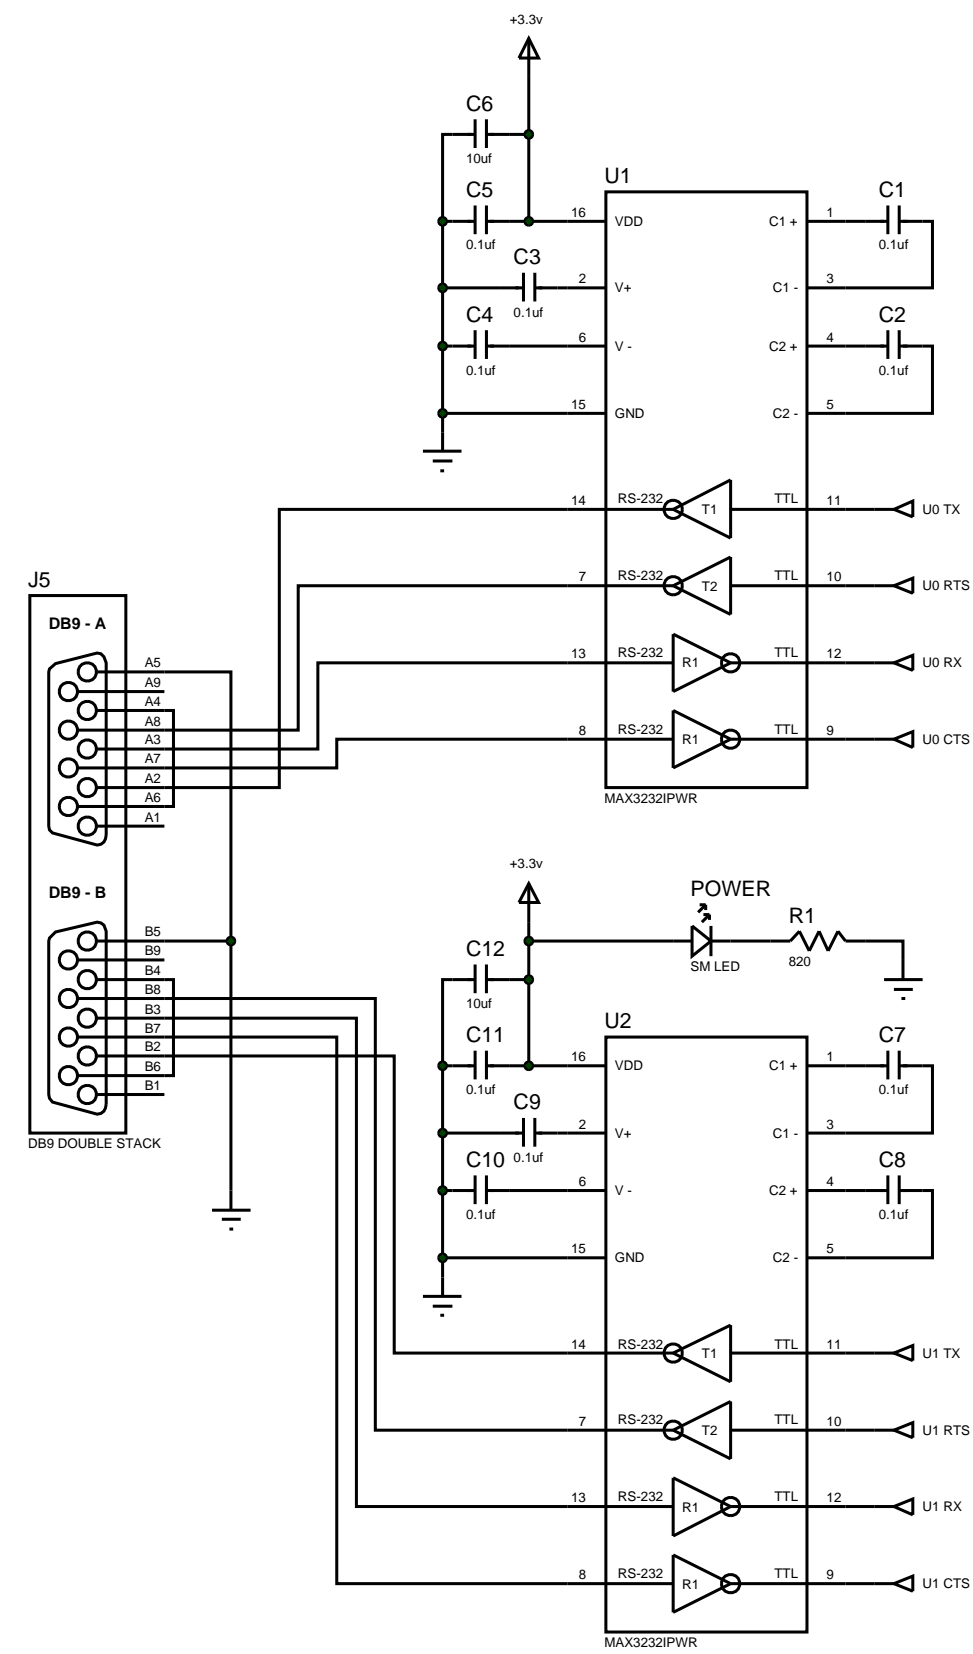 +3.3v
C6
10uf
U1
C5
0.1uf
16
VDD
C1 +
1
C1
0.1uf
C3
0.1uf
2
V+
C1 -
3
C4
0.1uf
6
V -
C2 +
4
C2
0.1uf
15
GND
C2 -
5
14
RS-232
T1
TTL
11
U0 TX
7
RS-232
T2
TTL
10
U0 RTS
13
RS-232
R1
TTL
12
U0 RX
8
RS-232
R1
TTL
9
U0 CTS
MAX3232IPWR
J5
DB9 - A
A5
A9
A4
A8
A3
A7
A2
A6
A1
DB9 - B
B5
B9
B4
B8
B3
B7
B2
B6
B1
DB9 DOUBLE STACK
+3.3v
POWER
SM LED
R1
820
C12
10uf
U2
C11
0.1uf
16
VDD
C1 +
1
C7
0.1uf
C9
0.1uf
2
V+
C1 -
3
C10
0.1uf
6
V -
C2 +
4
C8
0.1uf
15
GND
C2 -
5
14
RS-232
T1
TTL
11
U1 TX
7
RS-232
T2
TTL
10
U1 RTS
13
RS-232
R1
TTL
12
U1 RX
8
RS-232
R1
TTL
9
U1 CTS
MAX3232IPWR